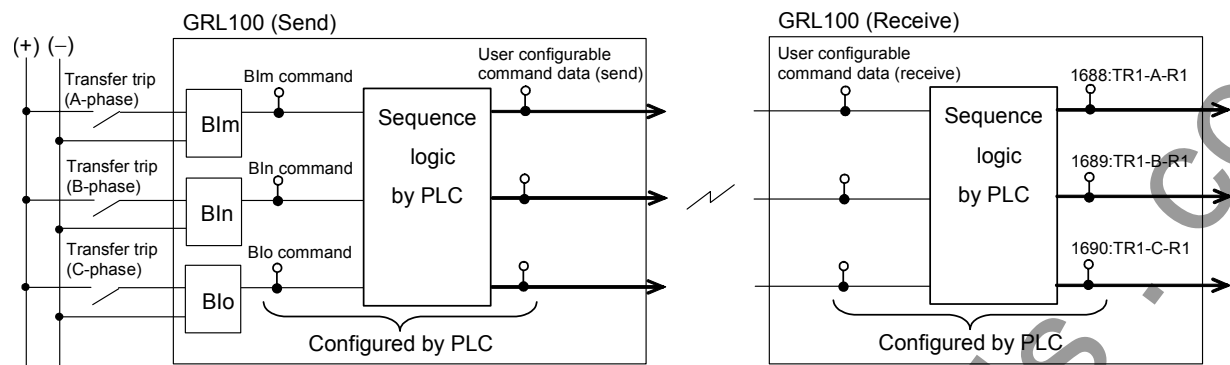 GRL100 (Send)
GRL100 (Receive)
(+) (−)
Transfer trip
(A-phase)
BIm
BIm command
Sequence
logic
by PLC
User configurable
command data (send)
User configurable
command data (receive)
Sequence
logic
by PLC
1688:TR1-A-R1
Transfer trip
(B-phase)
BIn
BIn command
1689:TR1-B-R1
Transfer trip
(C-phase)
BIo
BIo command
1690:TR1-C-R1
Configured by PLC
Configured by PLC